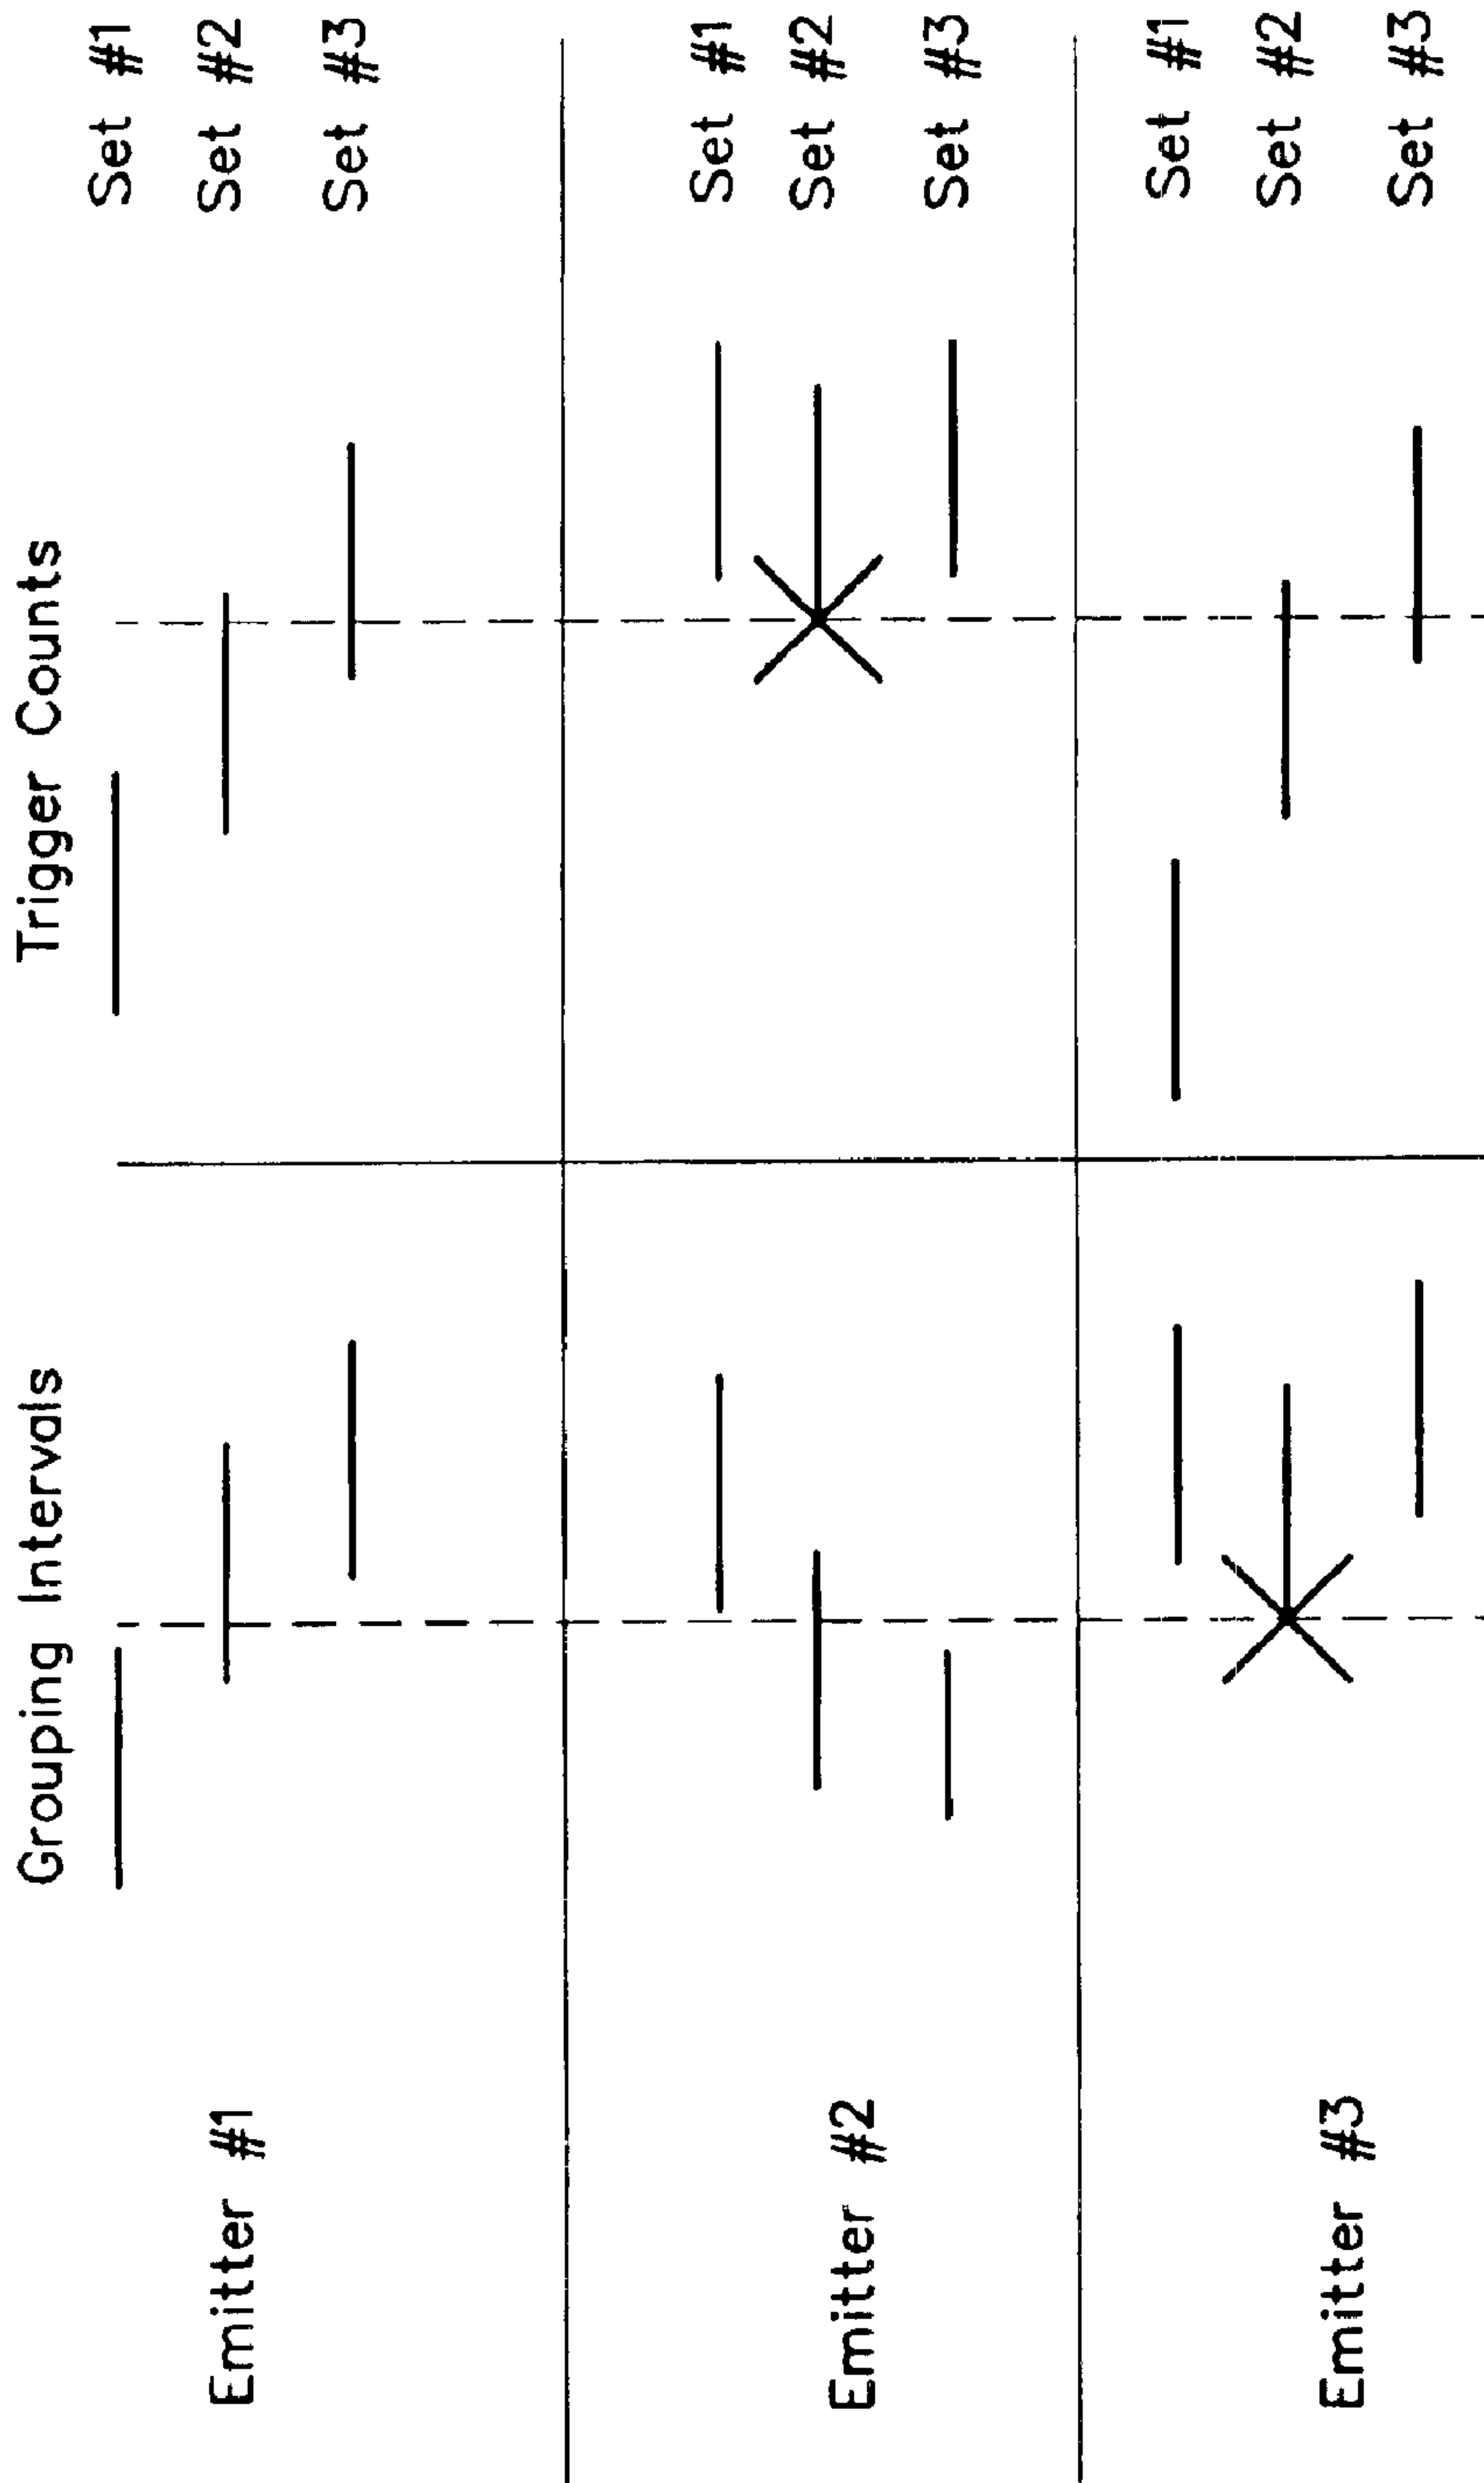 Grouping Intervals
Trigger Counts
Emitter #1
Set #1
Set #2
Set #3
Emitter #2
Set #1
Set #2
Set #3
Emitter #3
Set #1
Set #2
Set #3